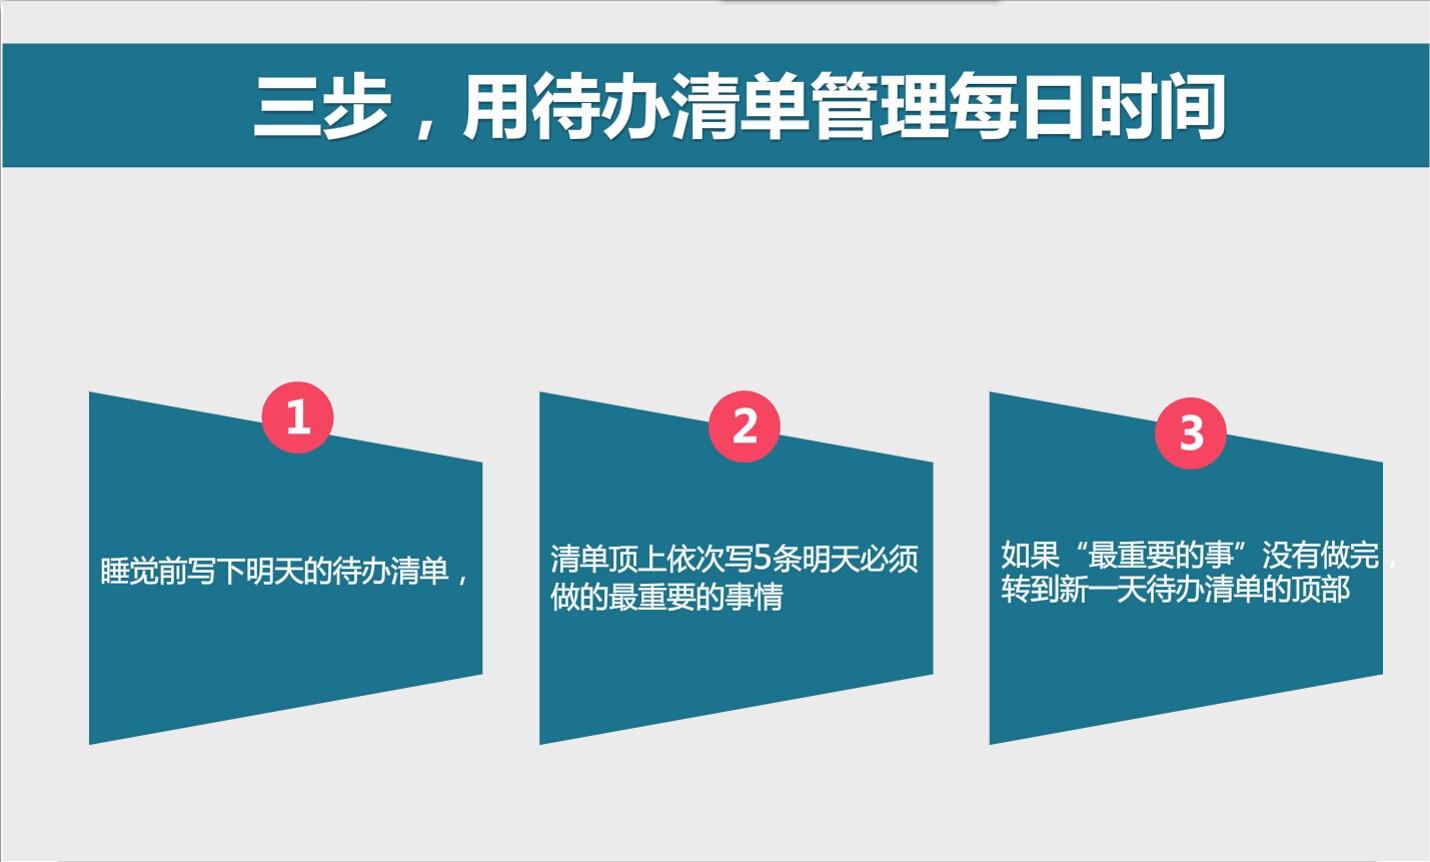 三步，用待办清单管理每日时间
1
睡觉前写下明天的待办清单，
2
清单顶上依次写5条明天必须
做的最重要的事情
3
如果“最重要的事”没有做完，
转到新一天待办清单的顶部